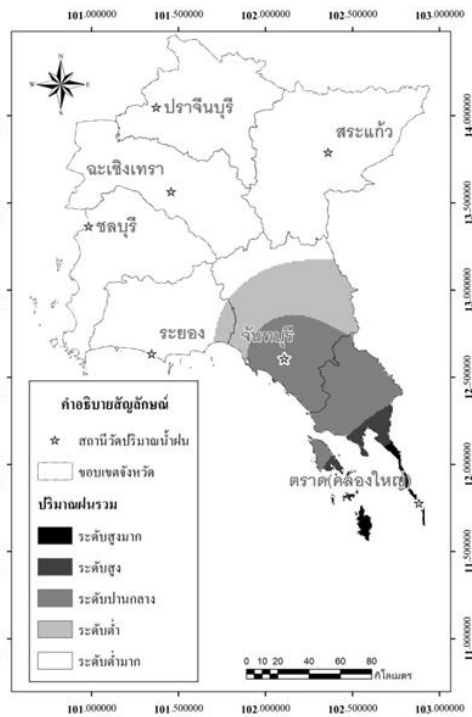 101.000000 101.500000 102.000000 102.500000 103.000000
N
W E
S
ปราจีนบุรี
สระแก้ว
ฉะเชิงเทรา
ชลบุรี
ระยอง
จันทบุรี
ตราด(คลองใหญ่)
14.000000
13.500000
13.000000
12.500000
12.000000
11.500000
11.000000
คำอธิบายสัญลักษณ์
สถานีวัดปริมาณน้ำฝน
ขอบเขตจังหวัด
ปริมาณฝนรวม
ระดับสูงมาก
ระดับสูง
ระดับปานกลาง
ระดับต่ำ
ระดับต่ำมาก
0 10 20 40 60 80
กิโลเมตร
101.000000 101.500000 102.000000 102.500000 103.000000